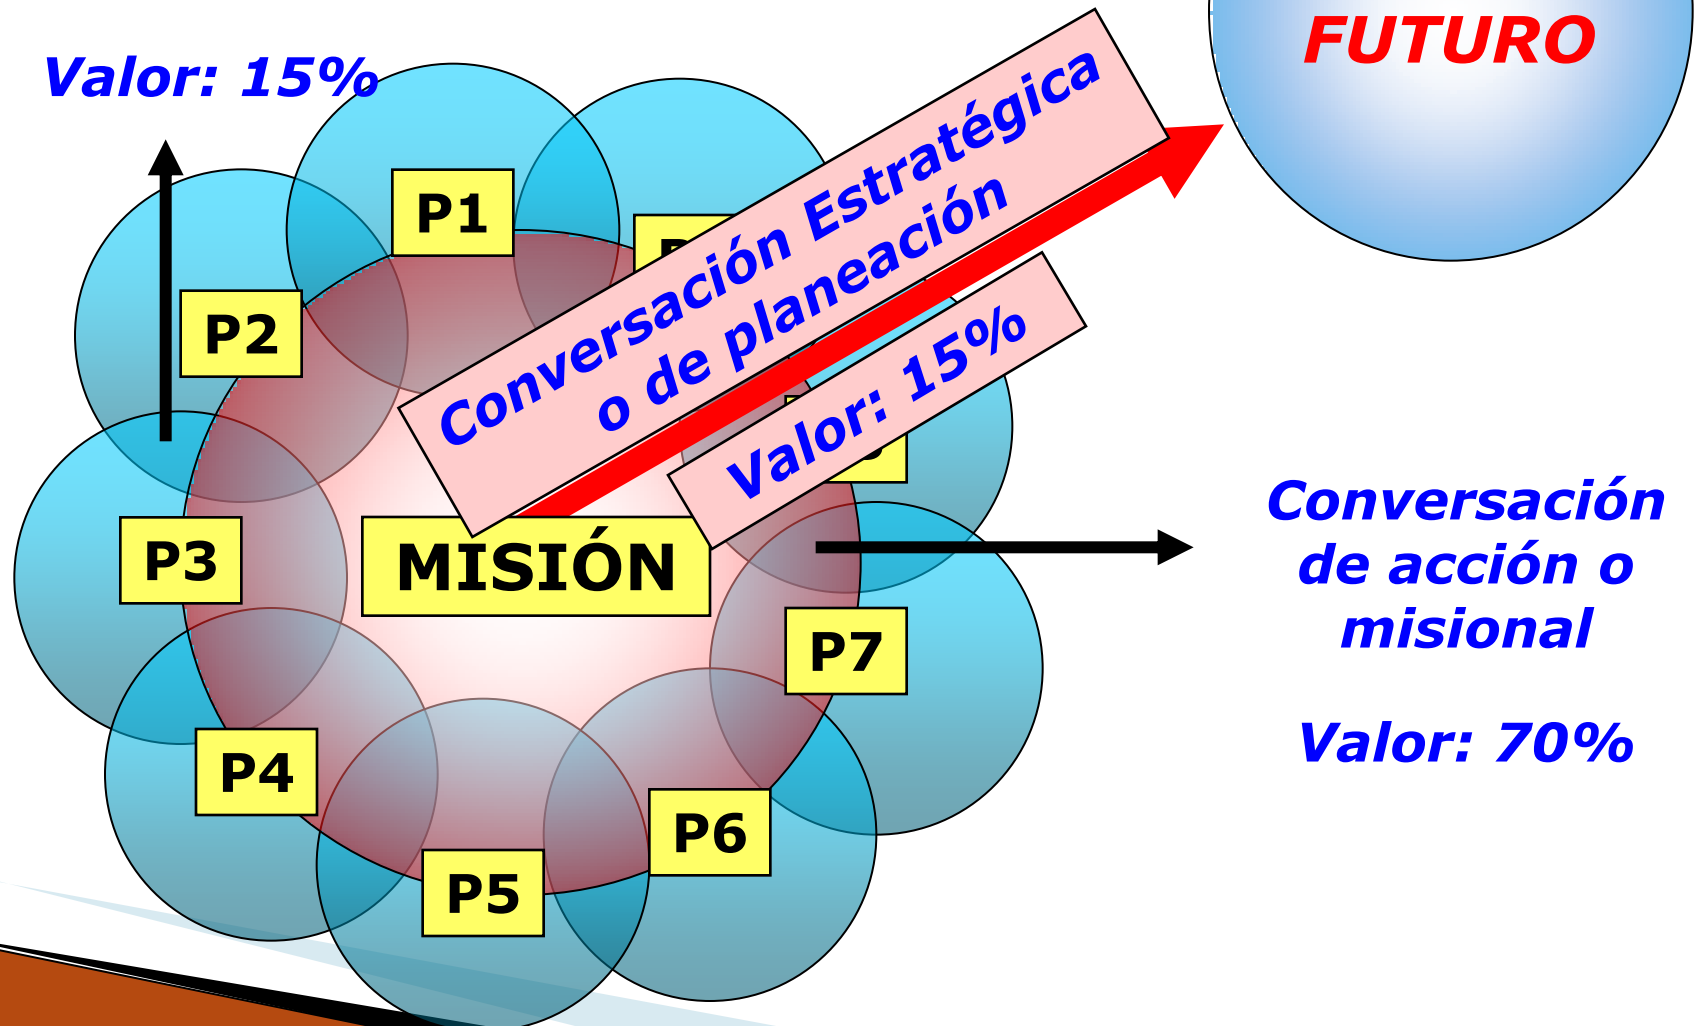 FUTURO
Valor: 15%
P1
Conversación Estratégica
o de planeación
P2
Valor: 15%
Conversación
de acción o
misional
P3
MISIÓN
P7
Valor: 70%
P4
P6
P5